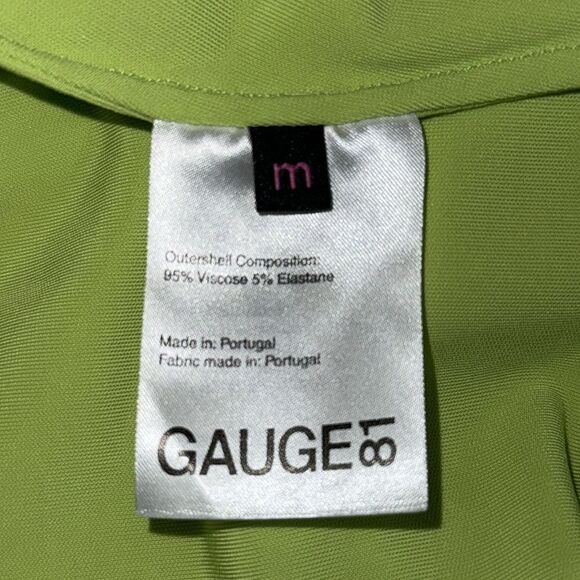 m
Outershell Composition:
95% Viscose 5% Elastane
Made in: Portugal
Fabric made in: Portugal
GAUGE81